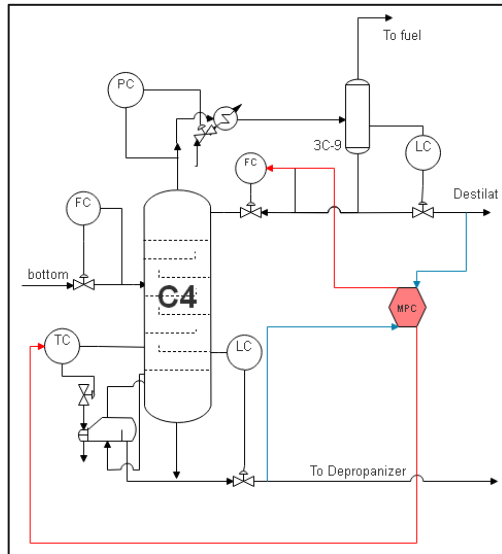 To fuel
PC
3C-9
LC
FC
FC
Destilat
bottom
C4
MPC
TC
LC
To Depropanizer